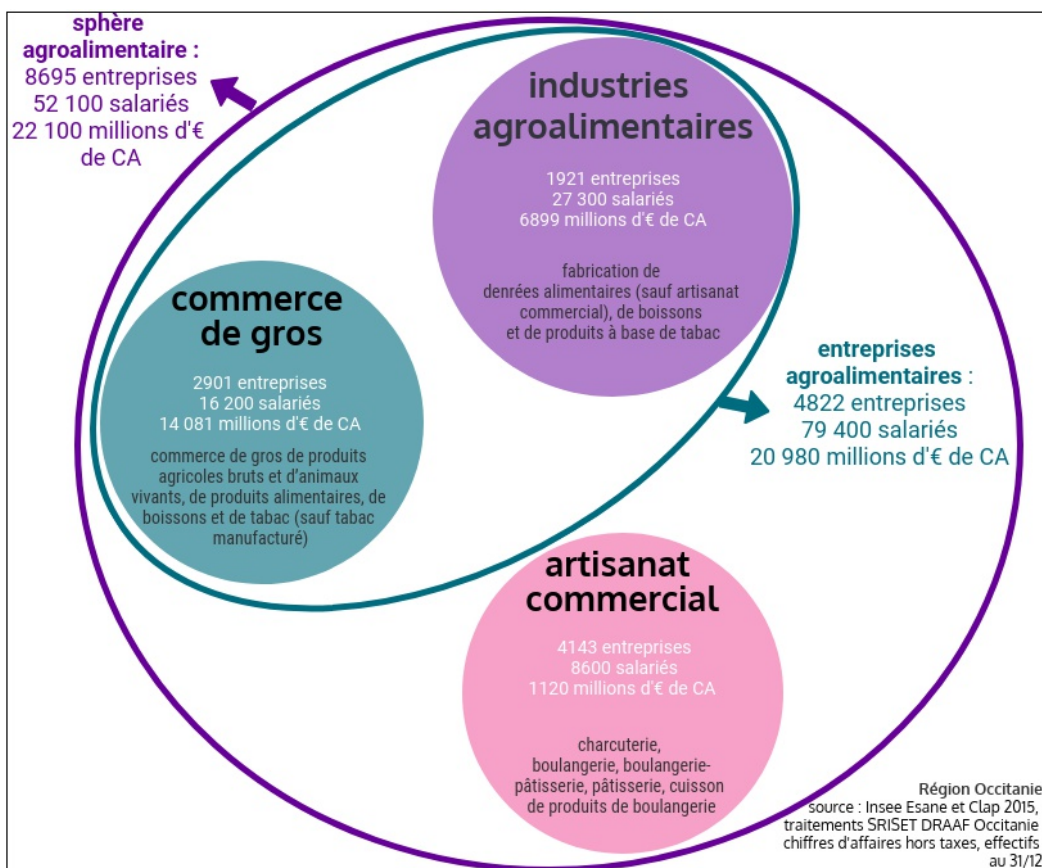 sphère
agroalimentaire :
8695 entreprises
52 100 salariés
22 100 millions d'€
de CA
industries
agroalimentaires
1921 entreprises
27 300 salariés
6899 millions d'€ de CA
fabrication de
denrées alimentaires (sauf artisanat
commercial), de boissons
et de produits à base de tabac
commerce
de gros
2901 entreprises
16 200 salariés
14 081 millions d'€ de CA
commerce de gros de produits
agricoles bruts et d'animaux
vivants, de produits alimentaires, de
boissons et de tabac (sauf tabac
manufacturé)
entreprises
agroalimentaires :
4822 entreprises
79 400 salariés
20 980 millions d'€ de CA
artisanat
commercial
4143 entreprises
8600 salariés
1120 millions d'€ de CA
charcuterie,
boulangerie, boulangerie-
pâtisserie, pâtisserie, cuisson
de produits de boulangerie
Région Occitanie
source : Insee Esane et Clap 2015,
traitements SRISET DRAAF Occitanie
chiffres d'affaires hors taxes, effectifs
au 31/12